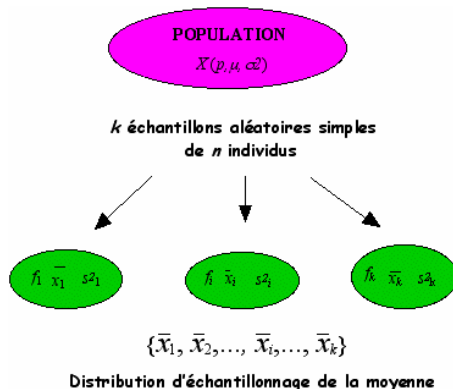 POPULATION
X(p, μ, σ2)
k échantillons aléatoires simples
de n individus
f1 x̄1 s²1
fi x̄i s²i
fk x̄k s²k
{x̄1, x̄2,..., x̄i,..., x̄k}
Distribution d'échantillonnage de la moyenne